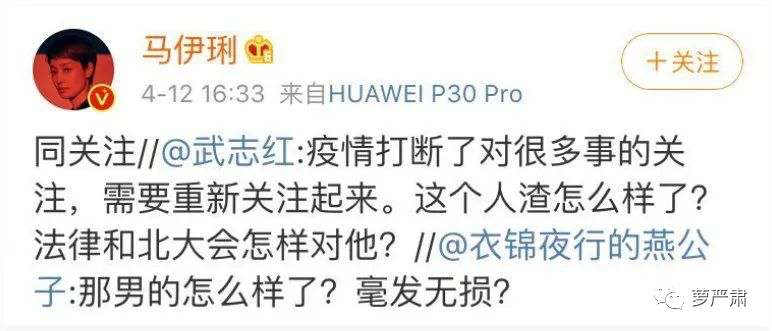 马伊琍
+关注
4-12 16:33 来自HUAWEI P30 Pro
同关注//@武志红:疫情打断了对很多事的关
注，需要重新关注起来。这个人渣怎么样了？
法律和北大会怎样对他？//@衣锦夜行的燕公
子:那男的怎么样了？毫发无损？
萝严肃